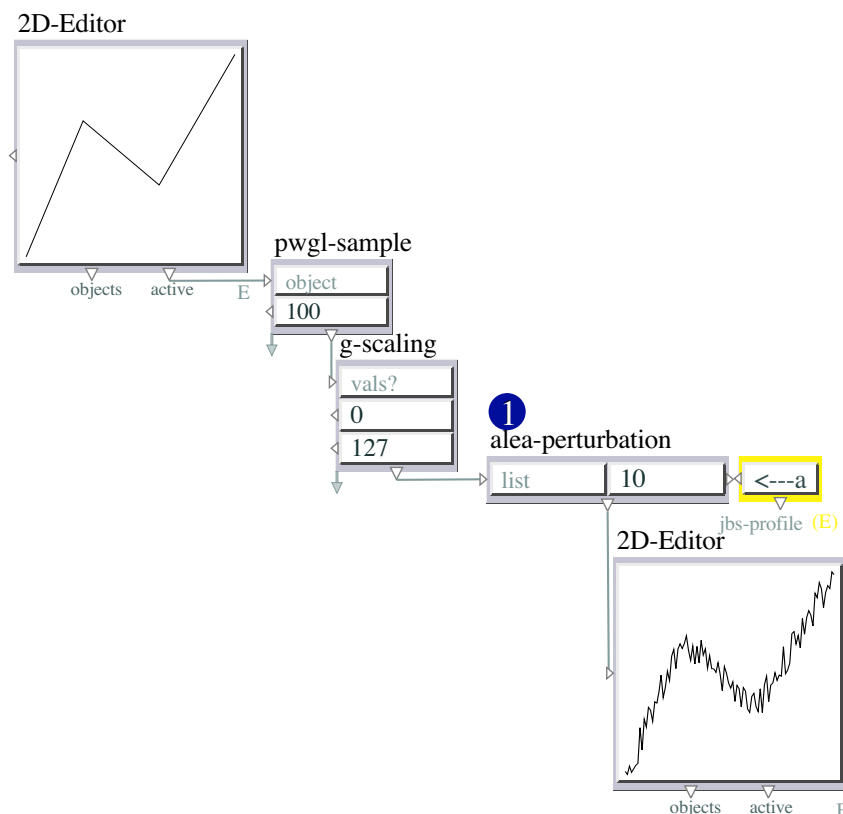 2D-Editor
objects active E
pwgl-sample
object
100
g-scaling
vals?
0
127
1
alea-perturbation
list 10 <---a
jbs-profile (E)
2D-Editor
objects active E